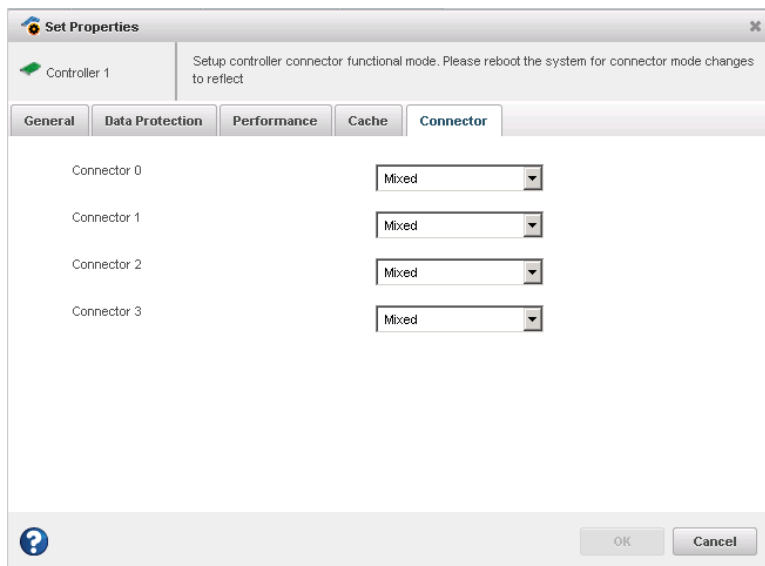 Set Properties
Controller 1
Setup controller connector functional mode. Please reboot the system for connector mode changes
to reflect
General Data Protection Performance Cache Connector
Connector 0 Mixed
Connector 1 Mixed
Connector 2 Mixed
Connector 3 Mixed
? OK Cancel